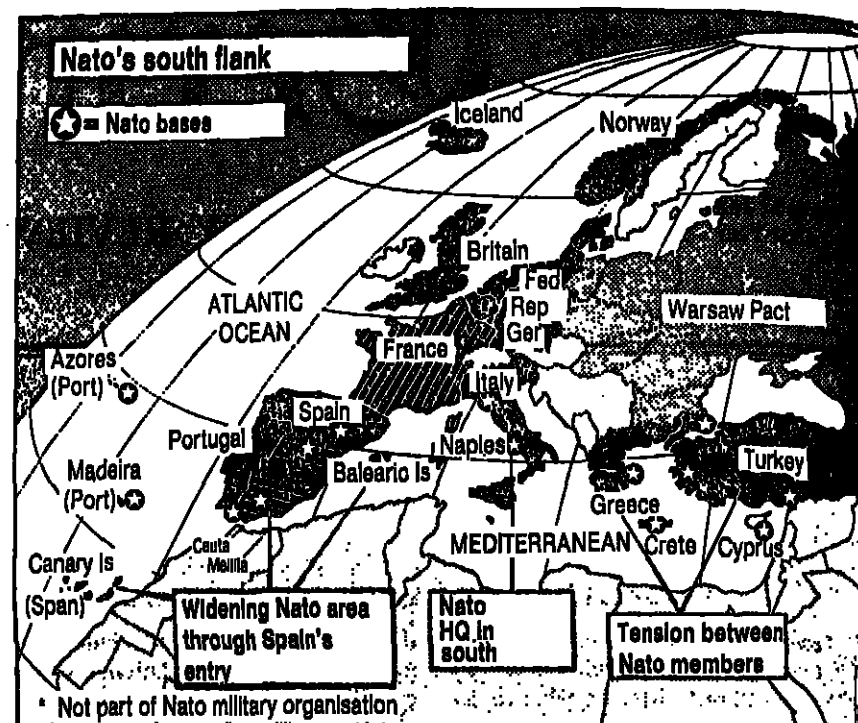 Nato's south flank
= Nato bases
Iceland
Norway
Britain
Fed
Rep
Ger
ATLANTIC
OCEAN
Warsaw Pact
France
Azores
(Port)
Italy
Spain
Portugal
Naples
Turkey
Balearic Is
Madeira
(Port)
Greece
MEDITERRANEAN
Crete
Cyprus
Ceuta
Melilla
Canary Is
(Span)
Widening Nato area
through Spain's
entry
Nato
HQ in
south
Tension between
Nato members
* Not part of Nato military organisation